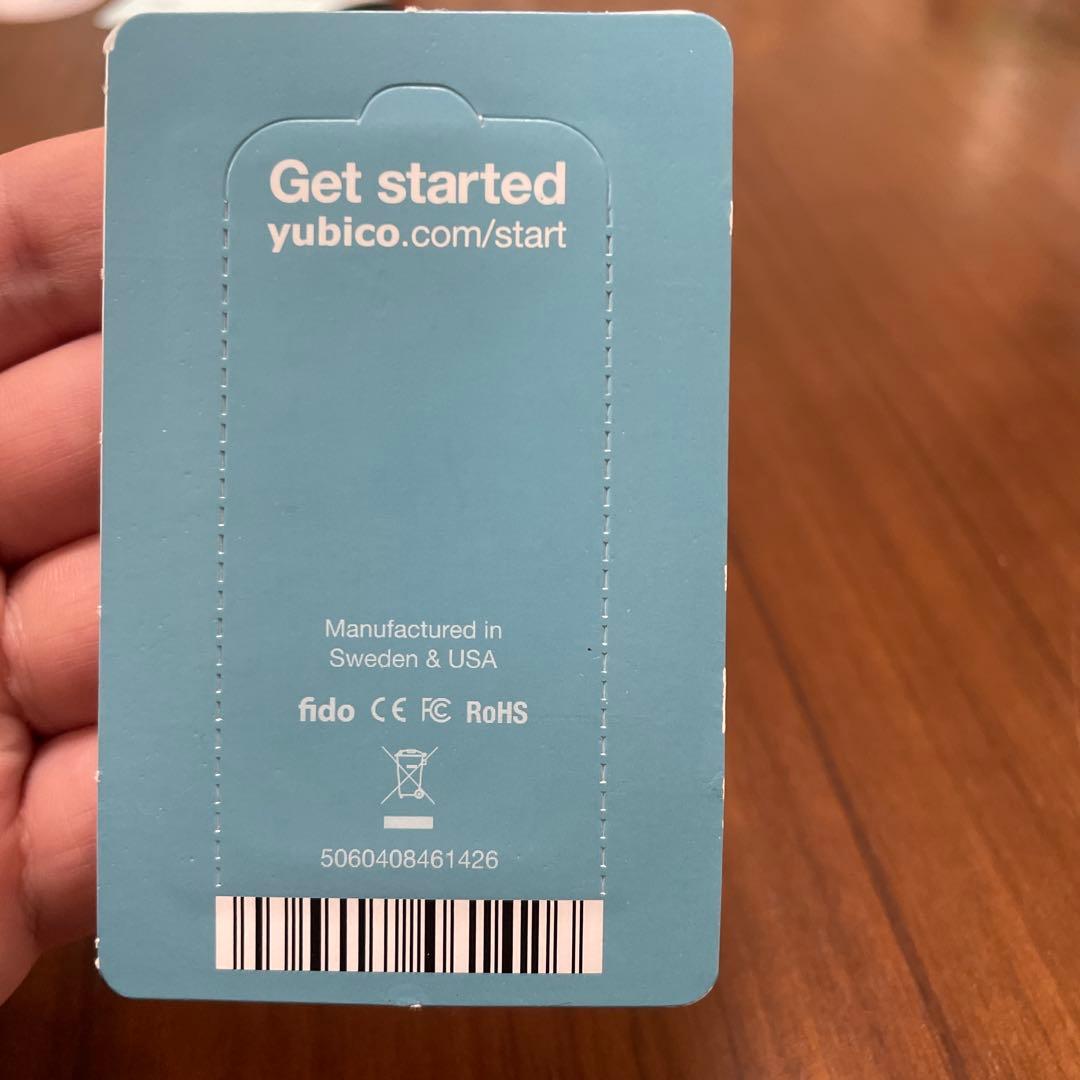 Get started
yubico.com/start
Manufactured in
Sweden & USA
fido CE FC RoHS
5060408461426